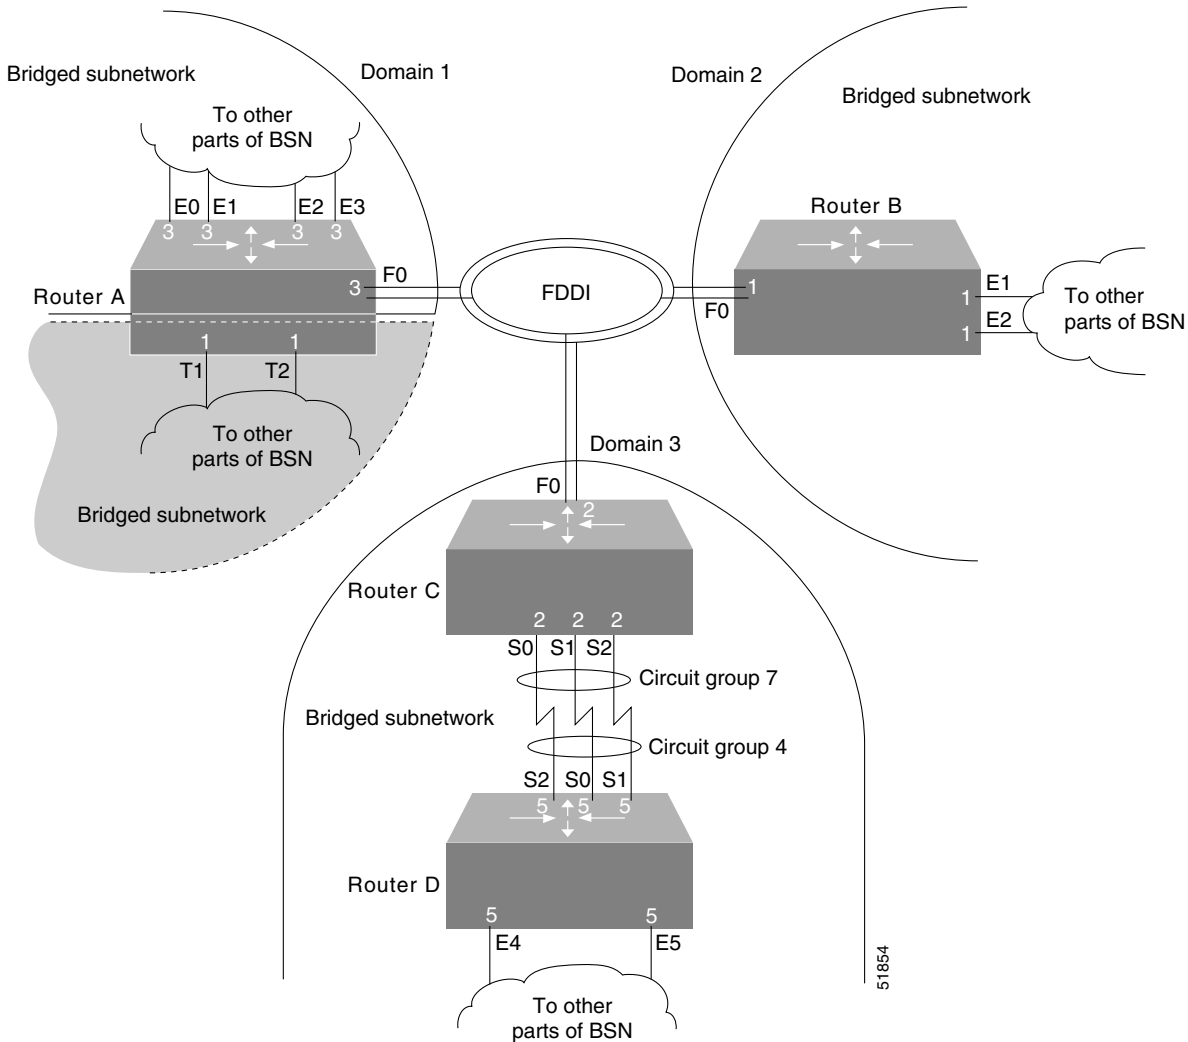 Bridged subnetwork
Domain 1
Domain 2
Bridged subnetwork
To other
parts of BSN
E0 E1 E2 E3
3 3 3 3
Router B
Router A
3
F0
FDDI
1
F0
1
E1
1
E2
To other
parts of BSN
1 1
T1 T2
To other
parts of BSN
Bridged subnetwork
Domain 3
F0
2
Router C
2 2 2
S0 S1 S2
Circuit group 7
Bridged subnetwork
Circuit group 4
S2 S0 S1
5 5 5
Router D
5 5
E4 E5
To other
parts of BSN
51854